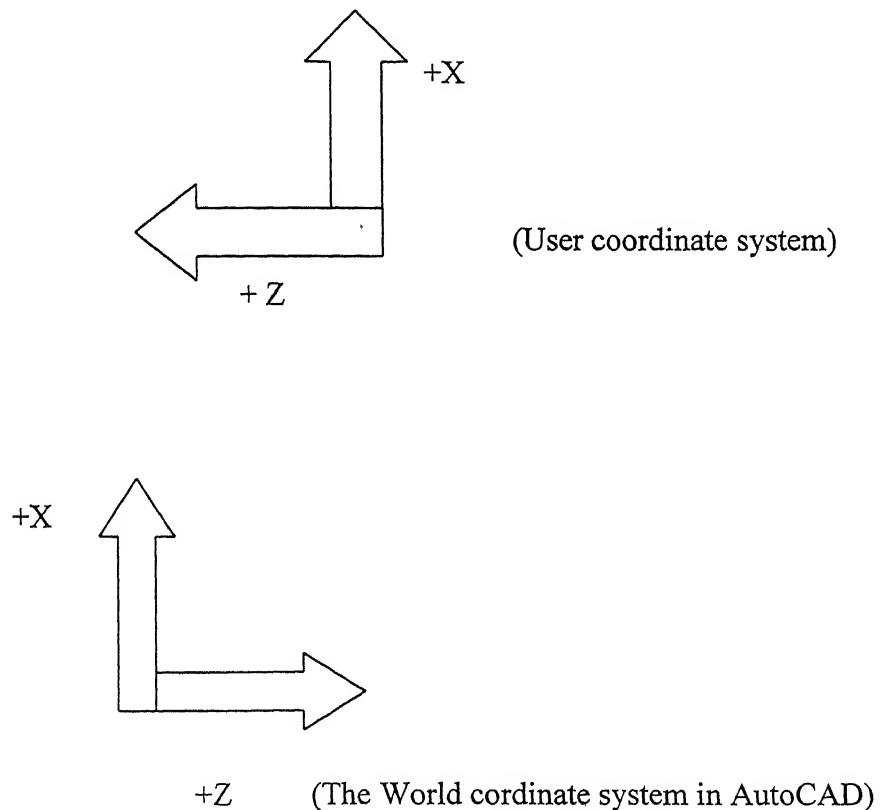 +X
(User coordinate system)
+ Z
+X
+Z (The World cordinate system in AutoCAD)